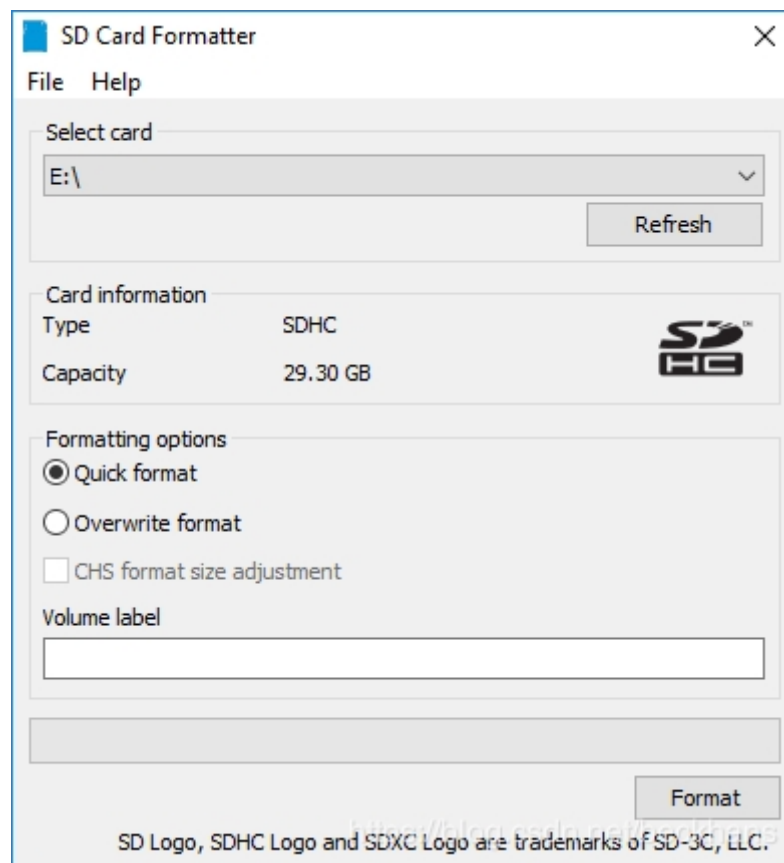 SD Card Formatter
File Help
Select card
E:\
Refresh
Card information
Type SDHC
Capacity 29.30 GB
SD HC
Formatting options
Quick format
Overwrite format
CHS format size adjustment
Volume label
Format
SD Logo, SDHC Logo and SDXC Logo are trademarks of SD-3C, LLC.